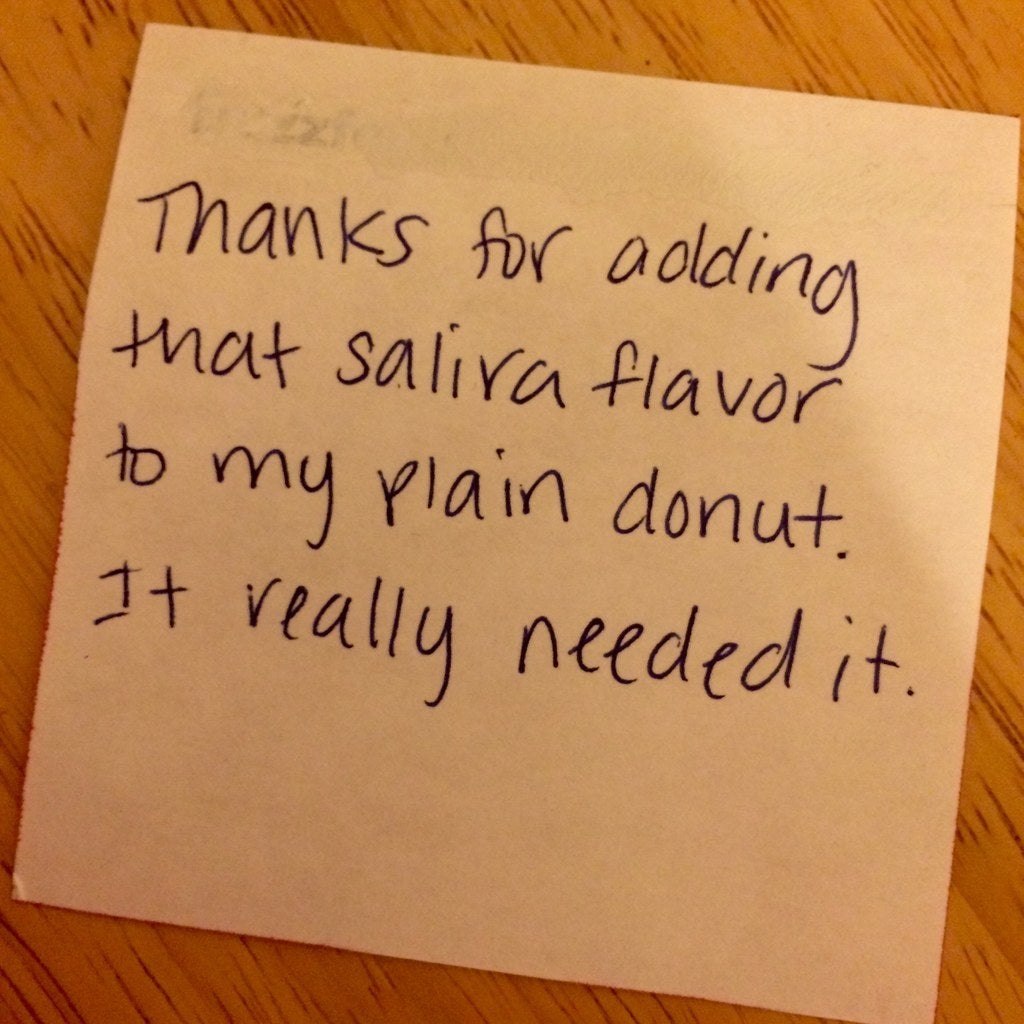 Thanks for adding
that saliva flavor
to my plain donut.
It really needed it.